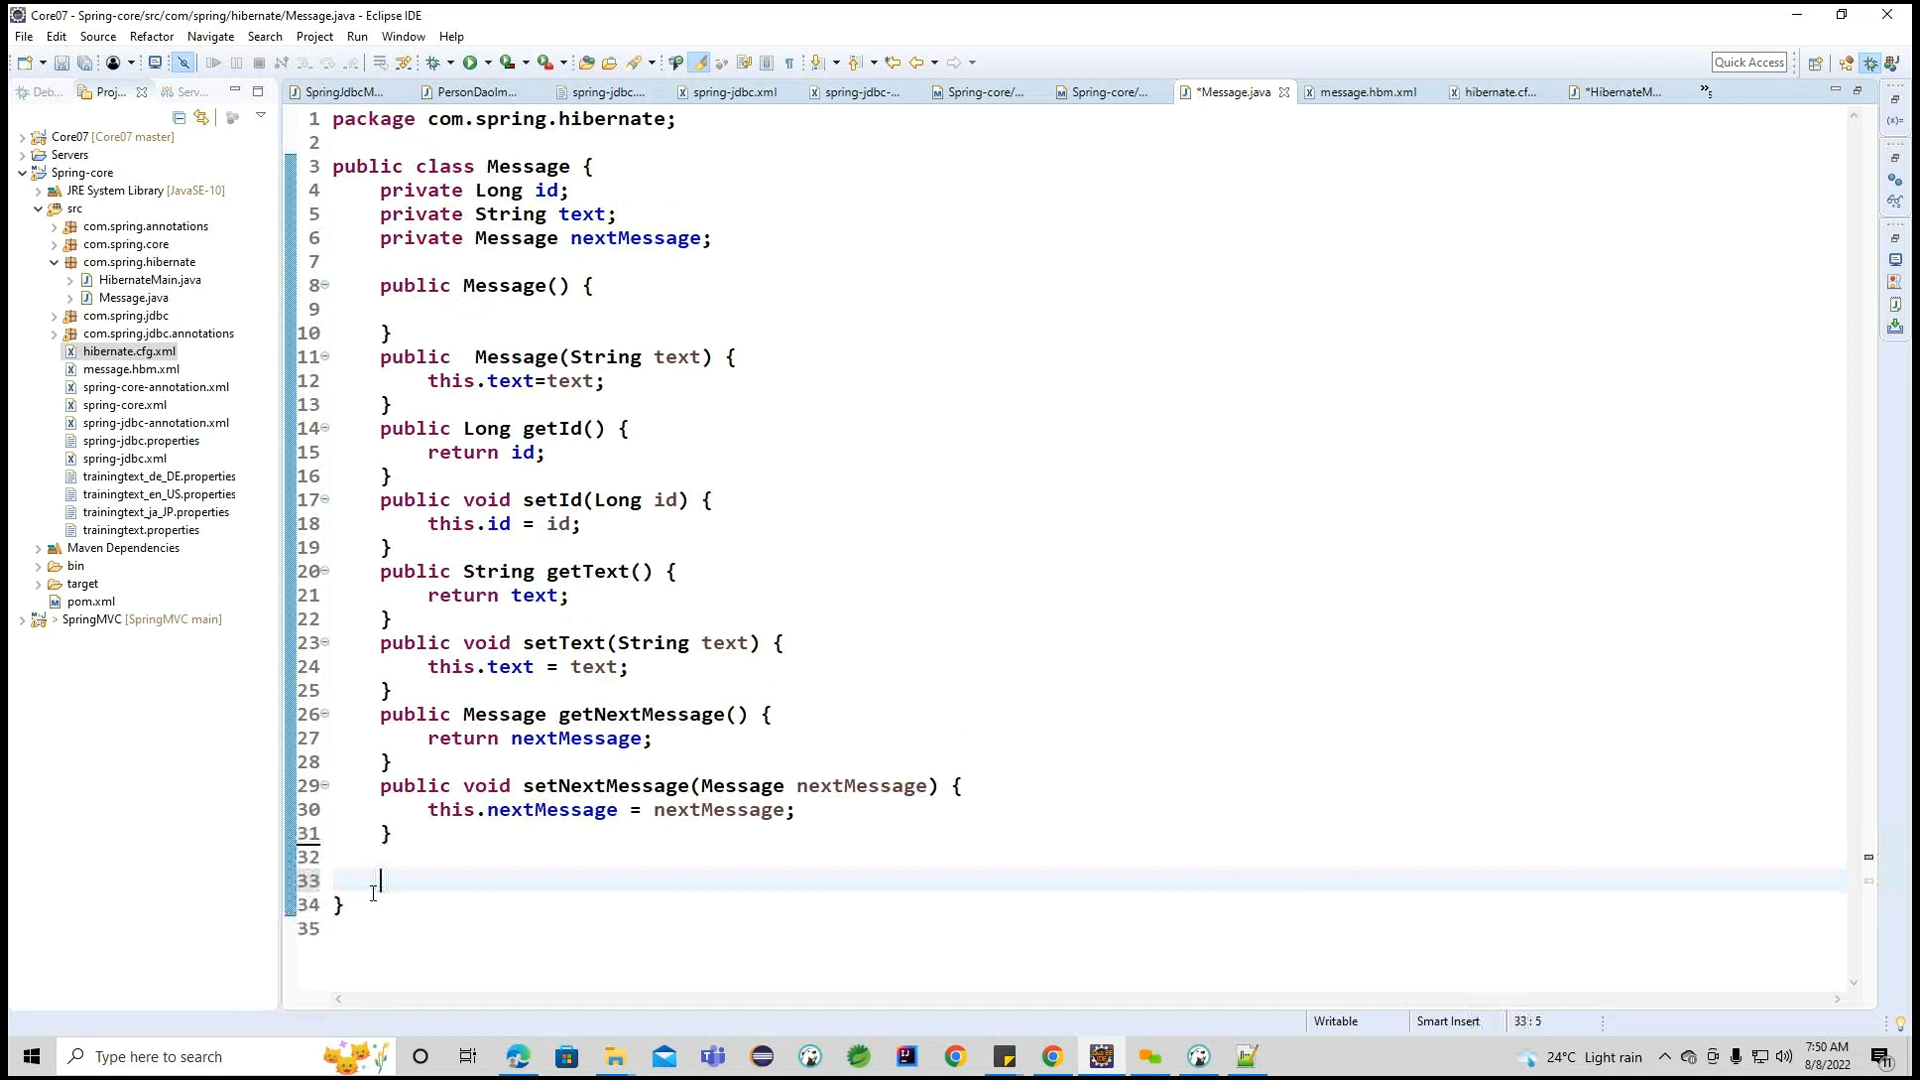 Core07 - Spring-core/src/com/spring/hibernate/Message.java - Eclipse IDE
File Edit Source Refactor Navigate Search Project Run Window Help
Quick Access
Deb... Proj... Serv...
SpringJdbcM... PersonDaoIm... spring-jdbc.... spring-jdbc.xml spring-jdbc-... Spring-core/... Spring-core/... *Message.java message.hbm.xml hibernate.cf... *HibernateM... »5
Core07 [Core07 master]
Servers
Spring-core
JRE System Library [JavaSE-10]
src
com.spring.annotations
com.spring.core
com.spring.hibernate
HibernateMain.java
Message.java
com.spring.jdbc
com.spring.jdbc.annotations
hibernate.cfg.xml
message.hbm.xml
spring-core-annotation.xml
spring-core.xml
spring-jdbc-annotation.xml
spring-jdbc.properties
spring-jdbc.xml
trainingtext_de_DE.properties
trainingtext_en_US.properties
trainingtext_ja_JP.properties
trainingtext.properties
Maven Dependencies
bin
target
pom.xml
> SpringMVC [SpringMVC main]
1 package com.spring.hibernate;
2
3 public class Message {
4 private Long id;
5 private String text;
6 private Message nextMessage;
7
8 public Message() {
9
10 }
11 public  Message(String text) {
12 this.text=text;
13 }
14 public Long getId() {
15 return id;
16 }
17 public void setId(Long id) {
18 this.id = id;
19 }
20 public String getText() {
21 return text;
22 }
23 public void setText(String text) {
24 this.text = text;
25 }
26 public Message getNextMessage() {
27 return nextMessage;
28 }
29 public void setNextMessage(Message nextMessage) {
30 this.nextMessage = nextMessage;
31 }
32
33
34 }
35
Writable Smart Insert 33 : 5
Type here to search
24°C Light rain
7:50 AM
8/8/2022
11